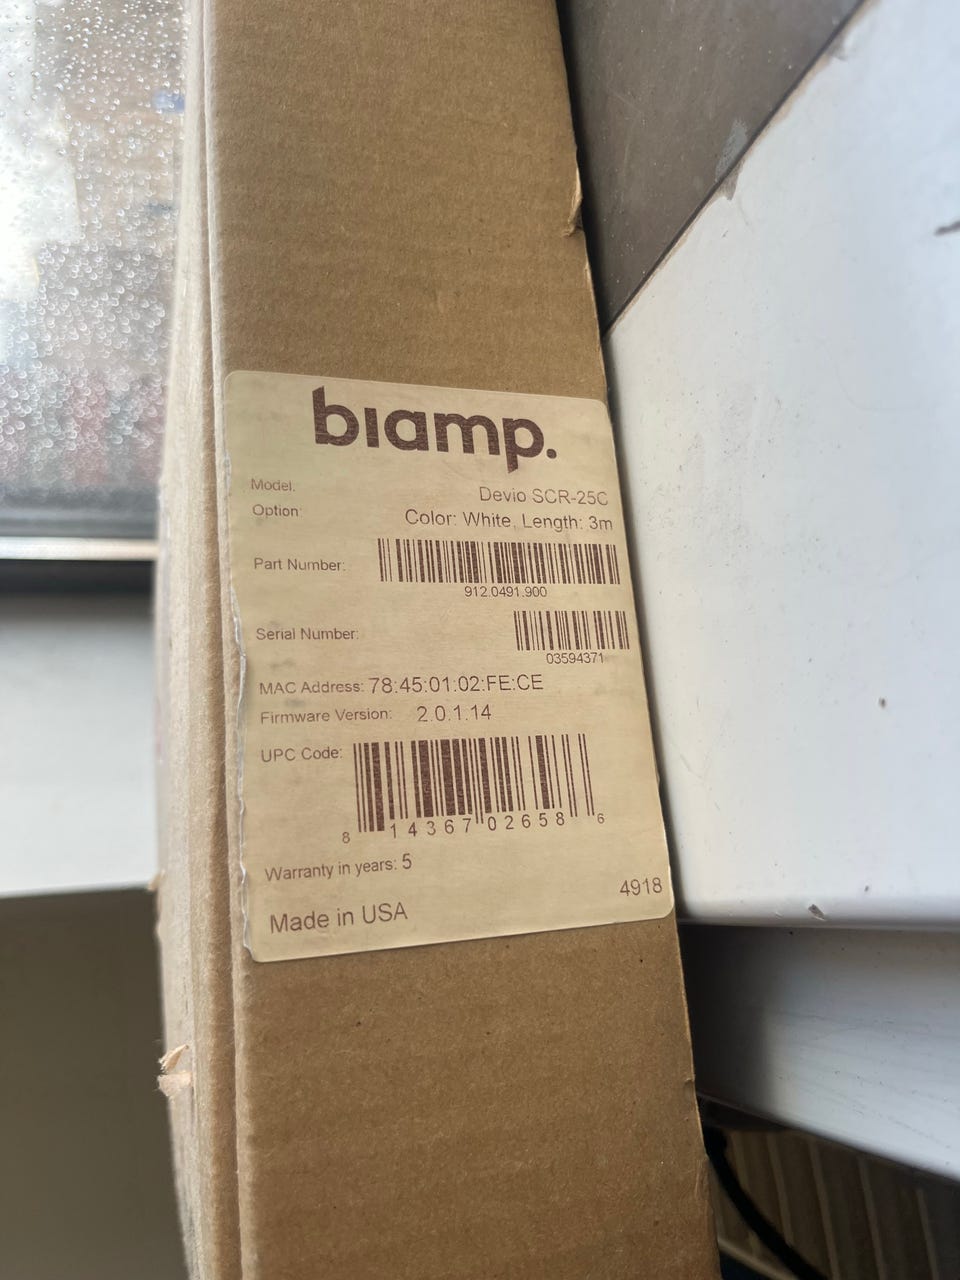 biamp.
Model: Devio SCR-25C
Option: Color: White, Length: 3m
Part Number:
912.0491.900
Serial Number:
03594371
MAC Address: 78:45:01:02:FE:CE
Firmware Version: 2.0.1.14
UPC Code:
8 14367 02658 6
Warranty in years: 5
4918
Made in USA